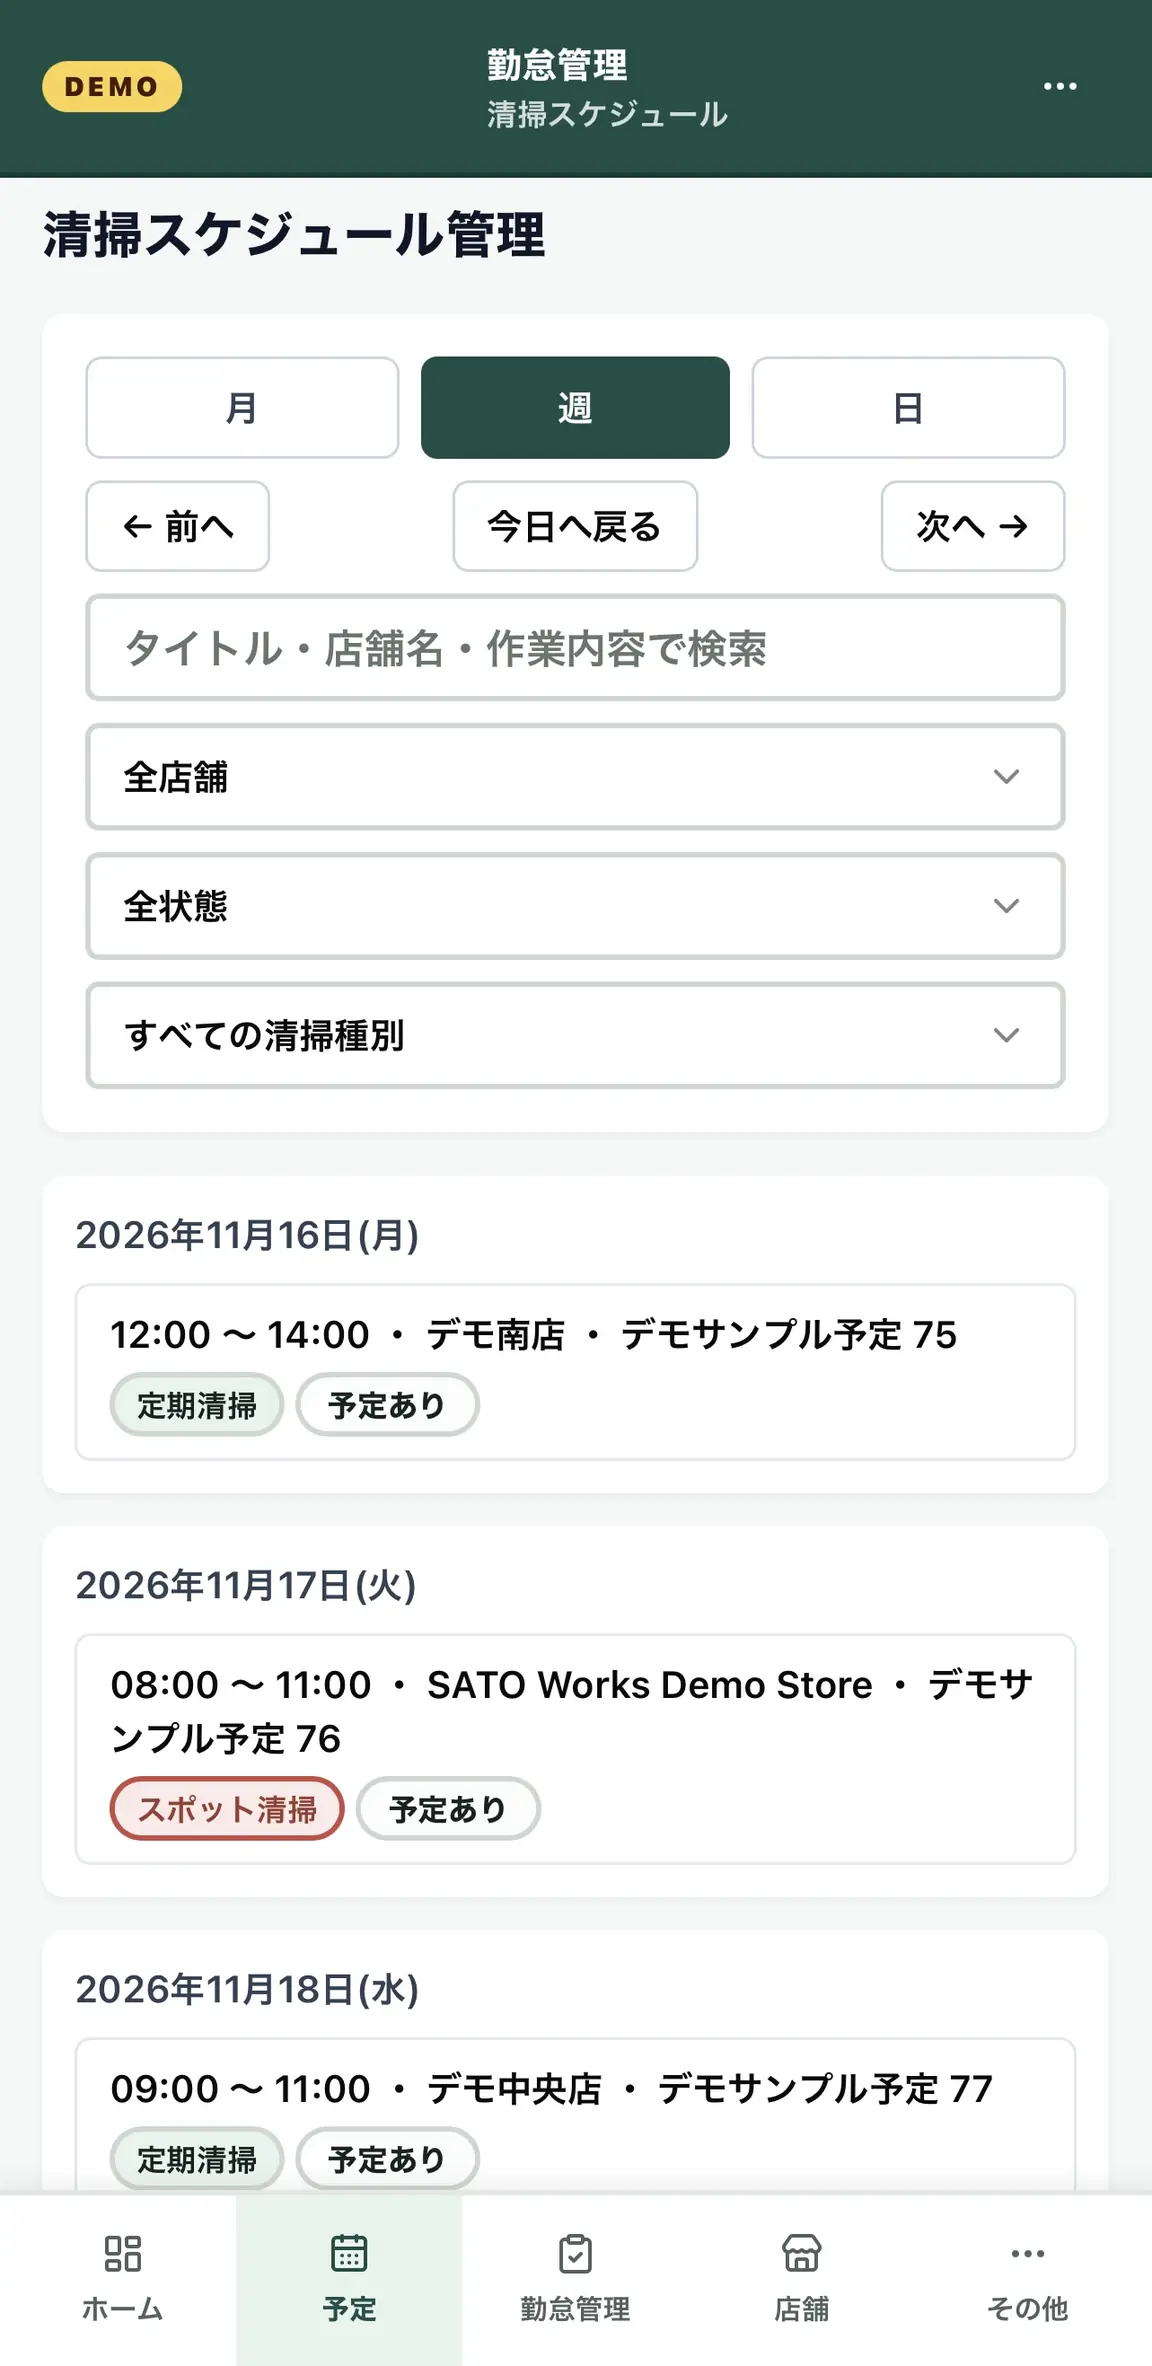 DEMO
勤怠管理
清掃スケジュール
清掃スケジュール管理
月
週
日
← 前へ
今日へ戻る
次へ →
タイトル・店舗名・作業内容で検索
全店舗
全状態
すべての清掃種別
2026年11月16日(月)
12:00 〜 14:00 ・ デモ南店 ・ デモサンプル予定 75
定期清掃
予定あり
2026年11月17日(火)
08:00 〜 11:00 ・ SATO Works Demo Store ・ デモサ
ンプル予定 76
スポット清掃
予定あり
2026年11月18日(水)
09:00 〜 11:00 ・ デモ中央店 ・ デモサンプル予定 77
定期清掃
予定あり
ホーム
予定
勤怠管理
店舗
その他